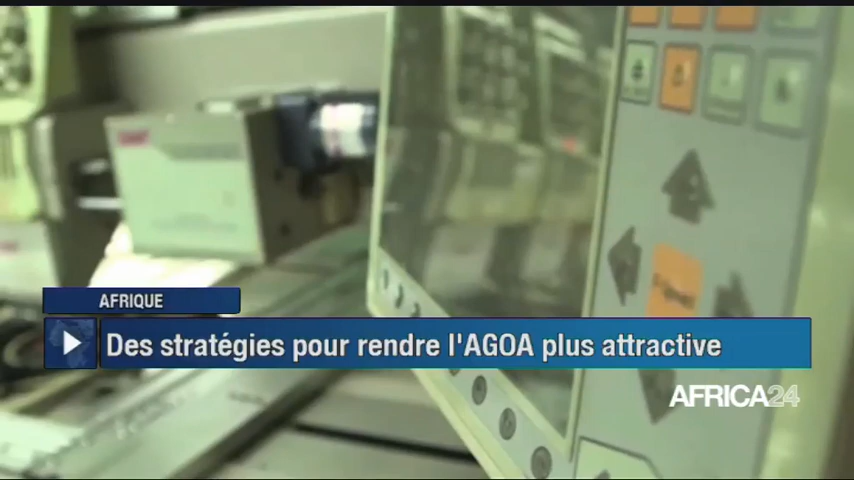 AFRIQUE
Des stratégies pour rendre l'AGOA plus attractive
AFRICA24